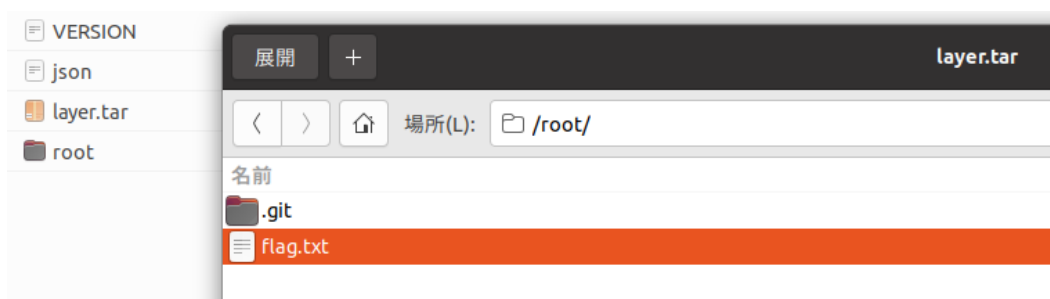 VERSION
json
layer.tar
root
展開 +
layer.tar
場所(L): /root/
名前
.git
flag.txt